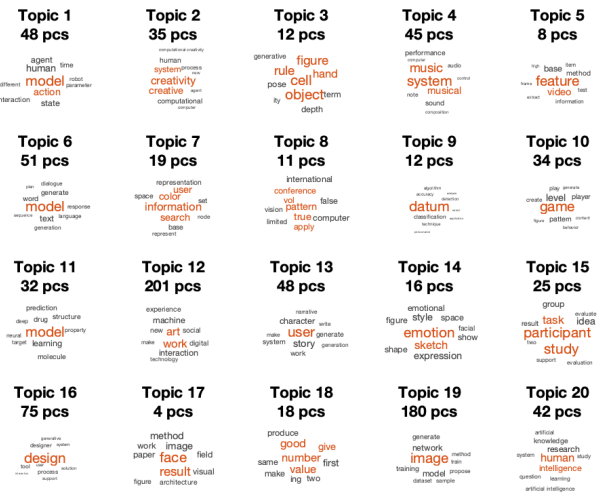 Topic 1
48 pcs
agent
human time
robot
different model parameter
action
interaction state
Topic 2
35 pcs
computational creativity
human
system process
creativity
creative agent
computational
computer
Topic 3
12 pcs
generative figure
rule hand
pose cell
object term
ity
depth
Topic 4
45 pcs
performance
computer
music audio
system control
musical
note
sound
composition
Topic 5
8 pcs
high base item
method
frame feature
video test
extract
information
Topic 6
51 pcs
plan dialogue
generate
word
model response
sequence text language
generation
Topic 7
19 pcs
representation
user
space color set
information
search node
base
represent
Topic 8
11 pcs
international
conference
vol false
pattern
vision true computer
limited
apply
Topic 9
12 pcs
algorithm
accuracy
detection
datum
classification
technique
Topic 10
34 pcs
play generate
level player
create
game content
figure pattern
behavior
Topic 11
32 pcs
prediction
drug structure
deep
model property
neural
target learning
molecule
Topic 12
201 pcs
experience
machine
new art social
make work digital
interaction
technology
Topic 13
48 pcs
narrative
character write
make user generate
system story generation
work
Topic 14
16 pcs
emotional
figure style space
emotion facial
sketch show
shape
expression
Topic 15
25 pcs
group
evaluate
result task idea
participant
two study
support evaluation
Topic 16
75 pcs
generative
designer system
design
tool user solution
process
support
Topic 17
4 pcs
method
work image
paper face field
result visual
figure architecture
Topic 18
18 pcs
produce
good give
number
same first
value
make ing two
Topic 19
180 pcs
generate
network
image method
train
training model propose
dataset sample
Topic 20
42 pcs
artificial
knowledge
research
system human study
intelligence
question learning
artificial intelligence